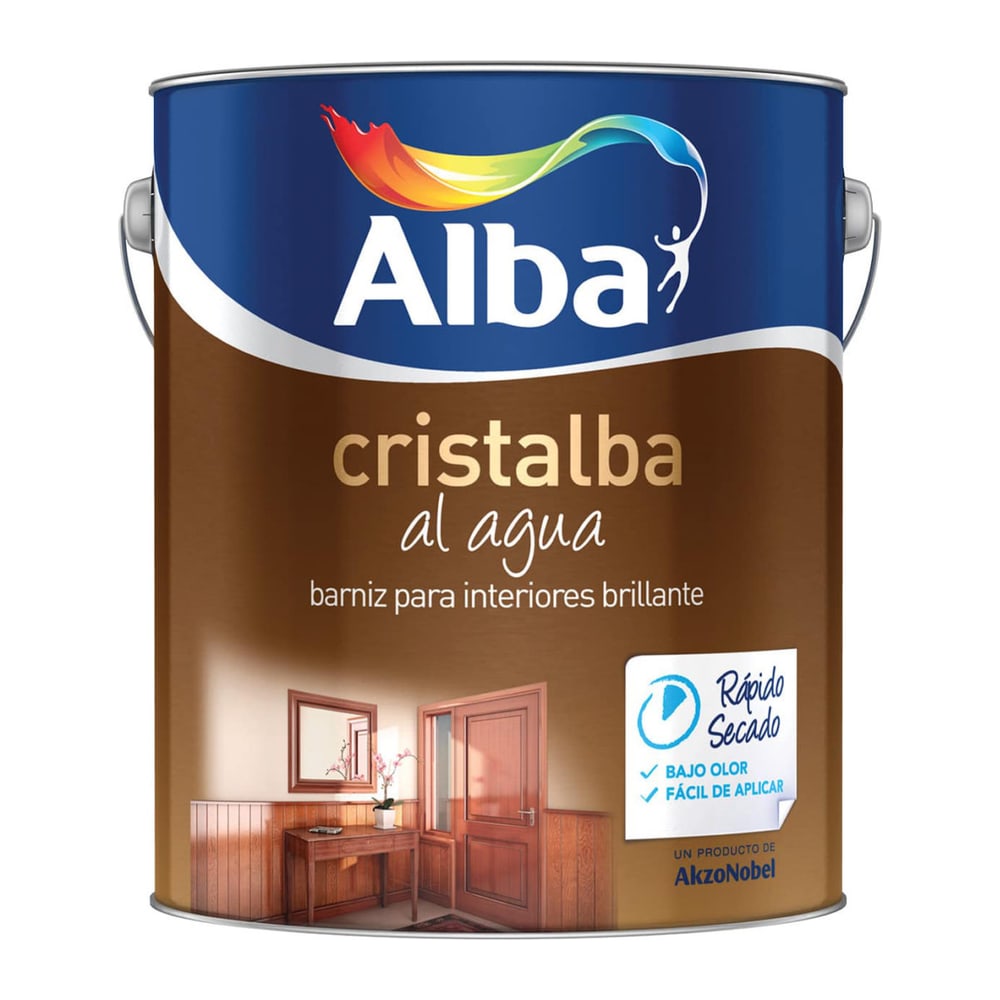 Alba
cristalba
al agua
barniz para interiores brillante
Rápido
Secado
BAJO OLOR
FÁCIL DE APLICAR
UN PRODUCTO DE
AkzoNobel